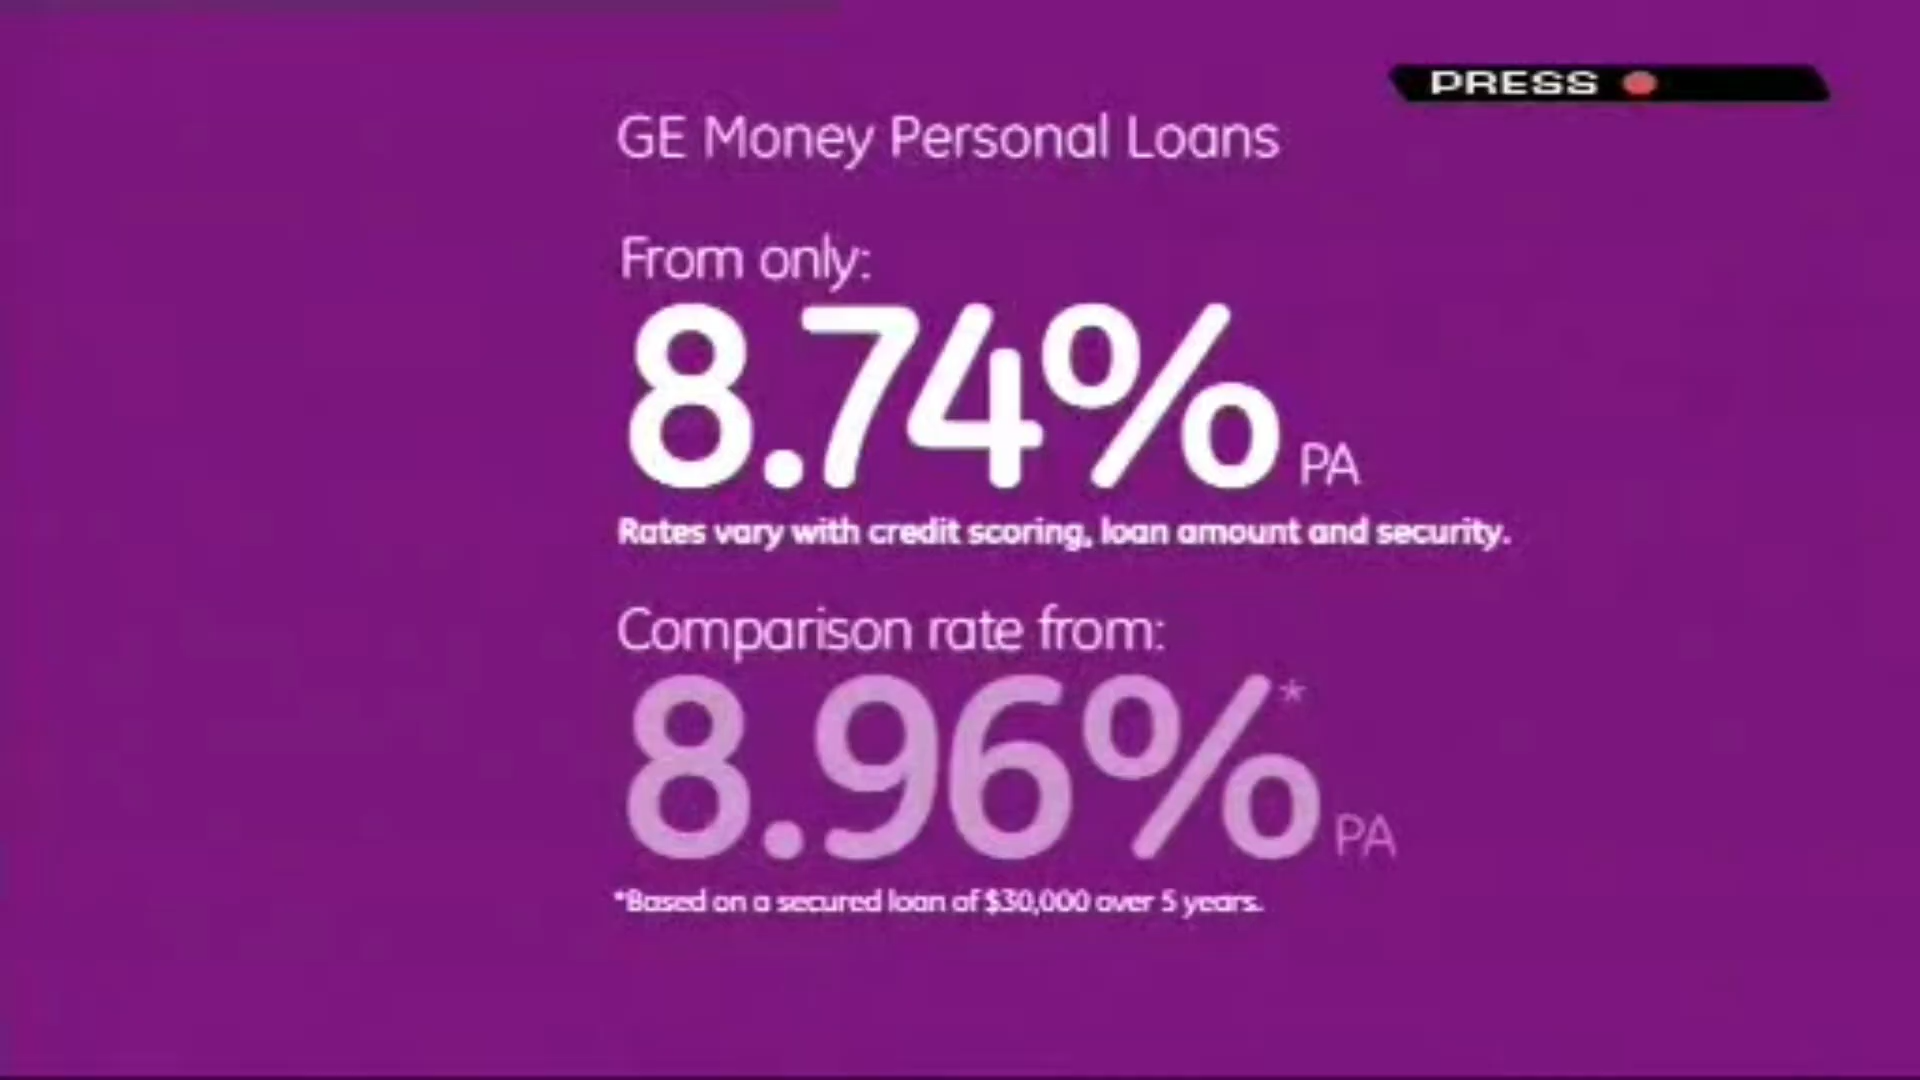 PRESS
GE Money Personal Loans
From only:
8.74% PA
Rates vary with credit scoring, loan amount and security.
Comparison rate from:
8.96%* PA
*Based on a secured loan of $30,000 over 5 years.